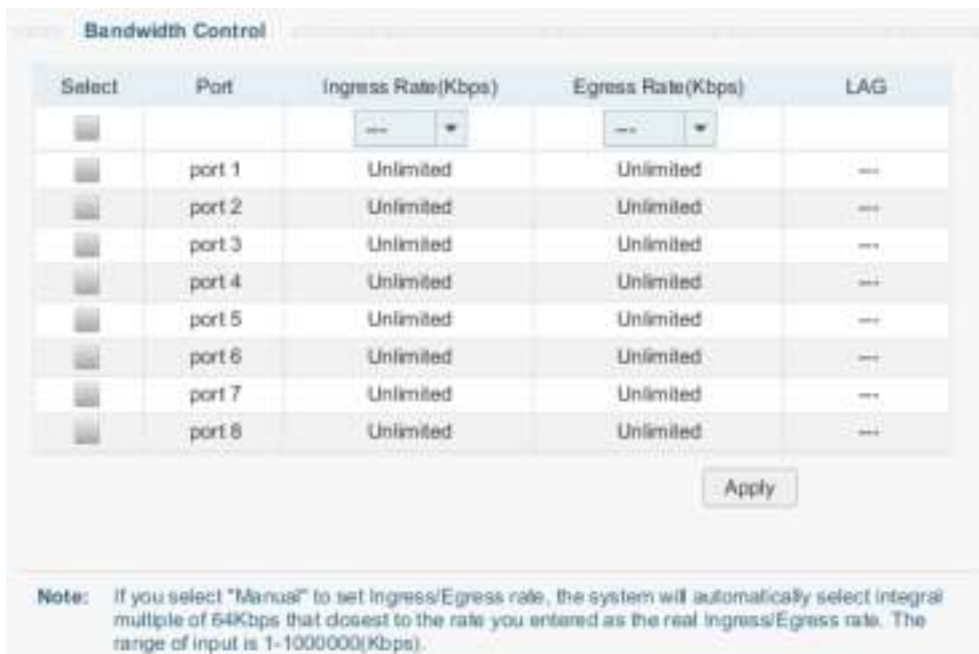 Bandwidth Control
Select Port Ingress Rate(Kbps) Egress Rate(Kbps) LAG
--- ---
port 1 Unlimited Unlimited ---
port 2 Unlimited Unlimited ---
port 3 Unlimited Unlimited ---
port 4 Unlimited Unlimited ---
port 5 Unlimited Unlimited ---
port 6 Unlimited Unlimited ---
port 7 Unlimited Unlimited ---
port 8 Unlimited Unlimited ---
Apply
Note: If you select "Manual" to set Ingress/Egress rate, the system will automatically select integral
multiple of 64Kbps that closest to the rate you entered as the real Ingress/Egress rate. The
range of input is 1-1000000(Kbps).